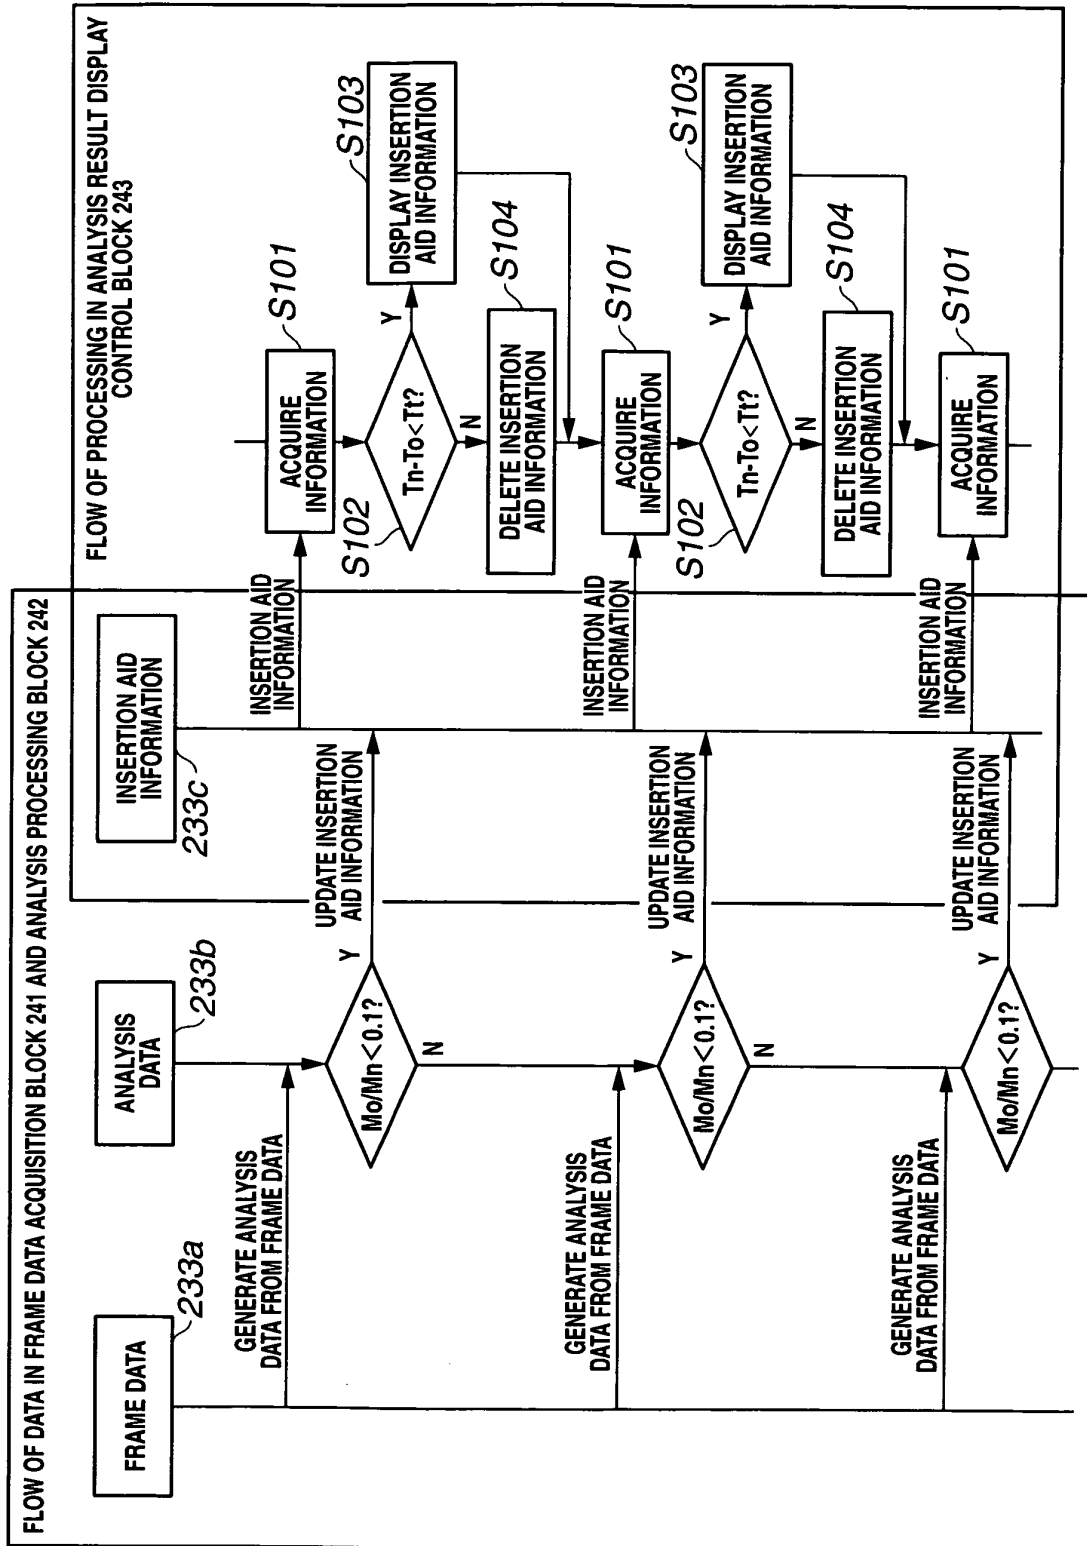 FLOW OF DATA IN FRAME DATA ACQUISITION BLOCK 241 AND ANALYSIS PROCESSING BLOCK 242
FLOW OF PROCESSING IN ANALYSIS RESULT DISPLAY
CONTROL BLOCK 243
FRAME DATA
233a
ANALYSIS
DATA
233b
INSERTION AID
INFORMATION
233c
GENERATE ANALYSIS
DATA FROM FRAME DATA
Mo/Mn<0.1?
Y
N
UPDATE INSERTION
AID INFORMATION
INSERTION AID
INFORMATION
ACQUIRE
INFORMATION
S101
Tn-To<Tt?
S102
Y
N
DISPLAY INSERTION
AID INFORMATION
S103
DELETE INSERTION
AID INFORMATION
S104
GENERATE ANALYSIS
DATA FROM FRAME DATA
Mo/Mn<0.1?
Y
N
UPDATE INSERTION
AID INFORMATION
INSERTION AID
INFORMATION
ACQUIRE
INFORMATION
S101
Tn-To<Tt?
S102
Y
N
DISPLAY INSERTION
AID INFORMATION
S103
DELETE INSERTION
AID INFORMATION
S104
GENERATE ANALYSIS
DATA FROM FRAME DATA
Mo/Mn<0.1?
Y
UPDATE INSERTION
AID INFORMATION
INSERTION AID
INFORMATION
ACQUIRE
INFORMATION
S101